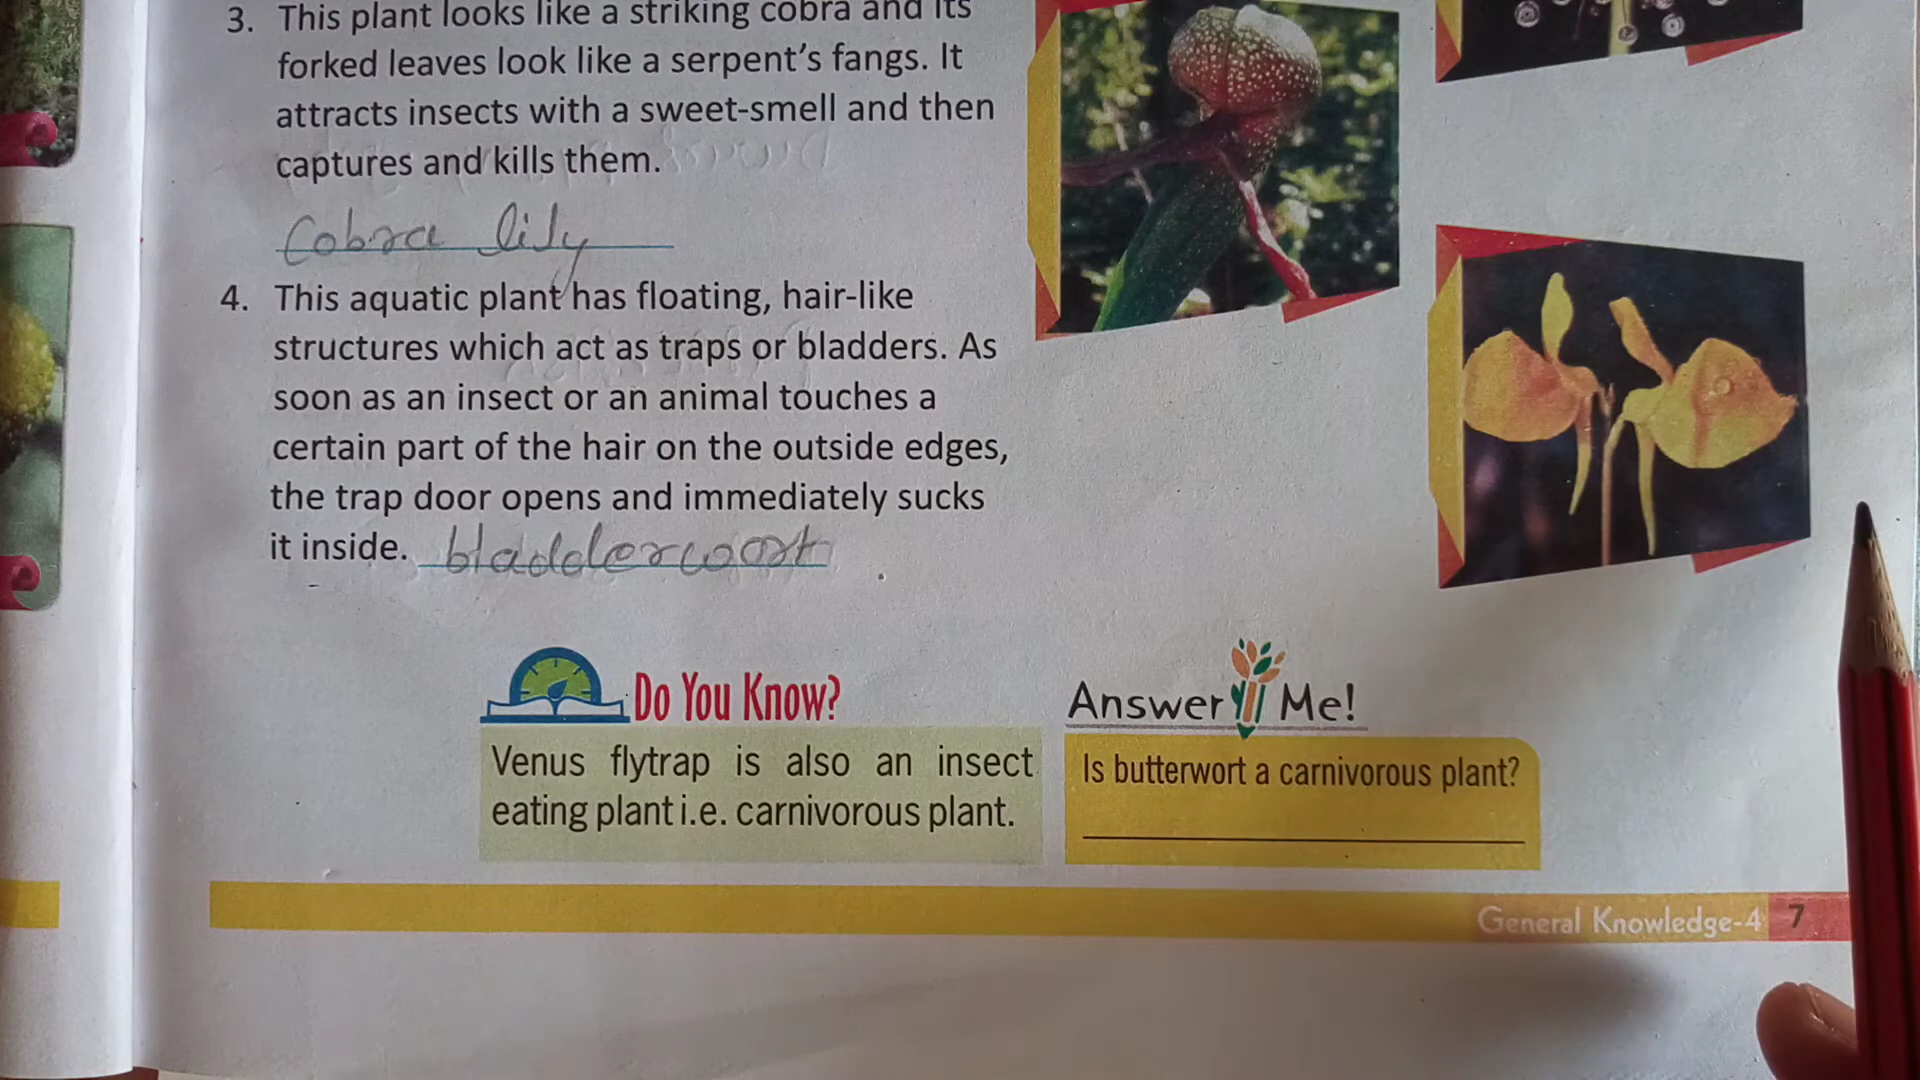 3. This plant looks like a striking cobra and its
forked leaves look like a serpent's fangs. It
attracts insects with a sweet-smell and then
captures and kills them.
Cobra lily
4. This aquatic plant has floating, hair-like
structures which act as traps or bladders. As
soon as an insect or an animal touches a
certain part of the hair on the outside edges,
the trap door opens and immediately sucks
it inside. bladderwort
Do You Know?
Venus flytrap is also an insect
eating plant i.e. carnivorous plant.
Answer Me!
Is butterwort a carnivorous plant?
General Knowledge-4 7